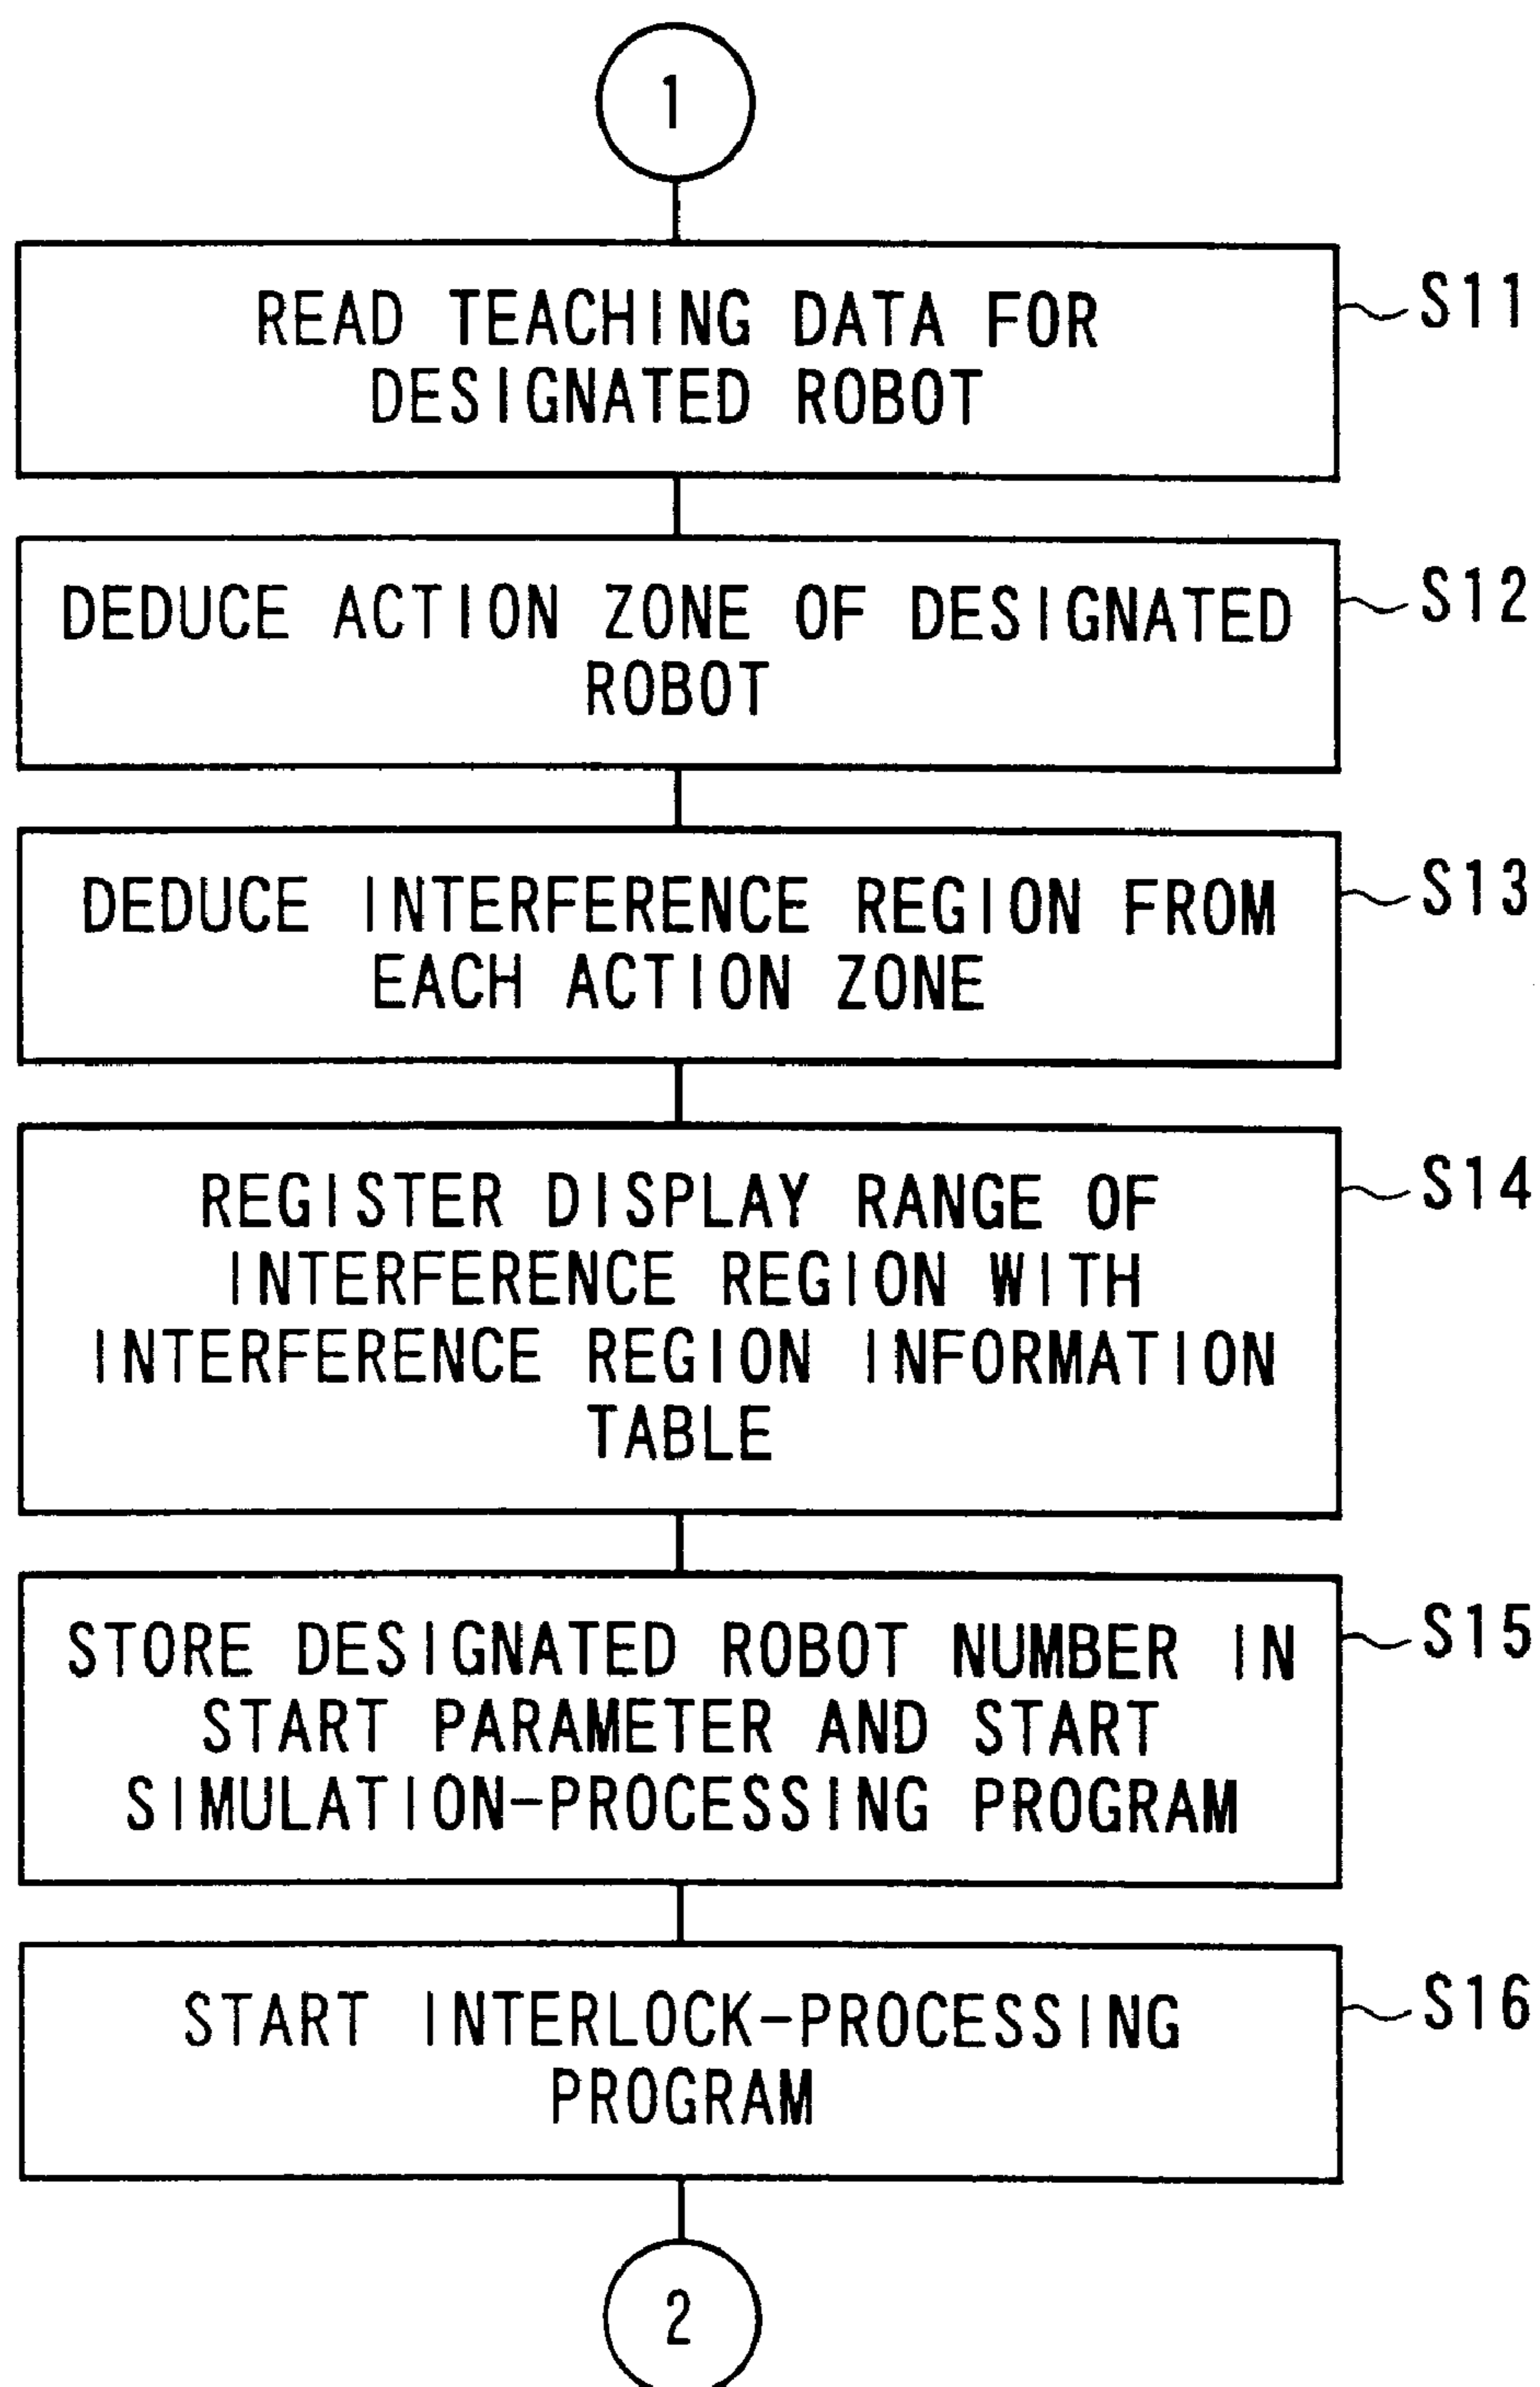 1
READ TEACHING DATA FOR
DESIGNATED ROBOT
S11
DEDUCE ACTION ZONE OF DESIGNATED
ROBOT
S12
DEDUCE INTERFERENCE REGION FROM
EACH ACTION ZONE
S13
REGISTER DISPLAY RANGE OF
INTERFERENCE REGION WITH
INTERFERENCE REGION INFORMATION
TABLE
S14
STORE DESIGNATED ROBOT NUMBER IN
START PARAMETER AND START
SIMULATION-PROCESSING PROGRAM
S15
START INTERLOCK-PROCESSING
PROGRAM
S16
2